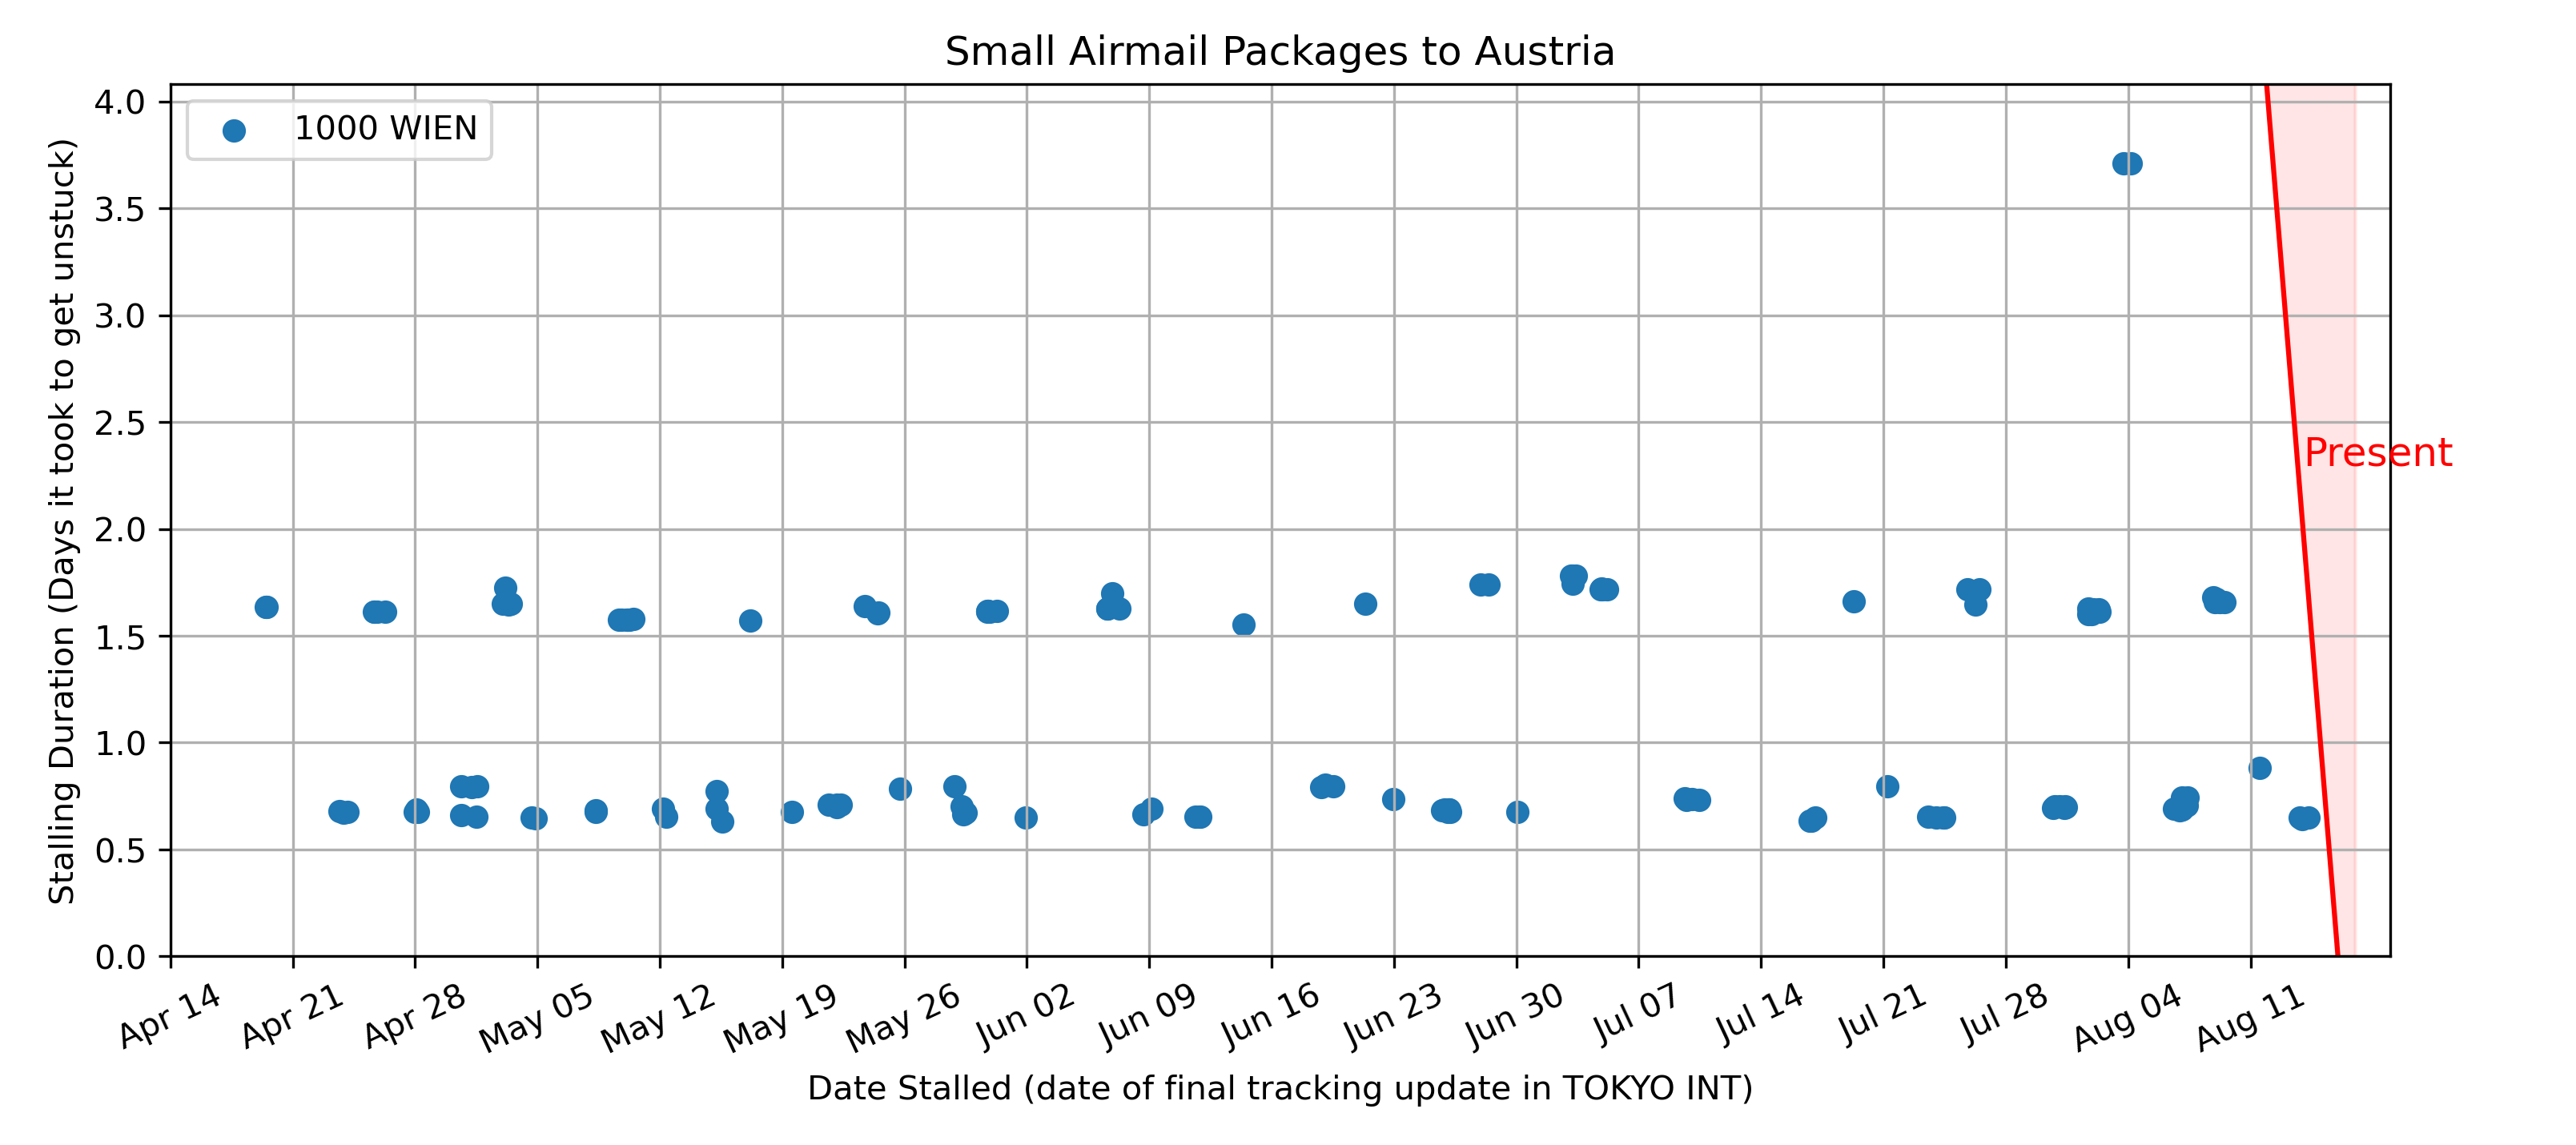 Small Airmail Packages to Austria
1000 WIEN
Stalling Duration (Days it took to get unstuck)
4.0
3.5
3.0
2.5
2.0
1.5
1.0
0.5
0.0
Present
Apr 14
Apr 21
Apr 28
May 05
May 12
May 19
May 26
Jun 02
Jun 09
Jun 16
Jun 23
Jun 30
Jul 07
Jul 14
Jul 21
Jul 28
Aug 04
Aug 11
Date Stalled (date of final tracking update in TOKYO INT)